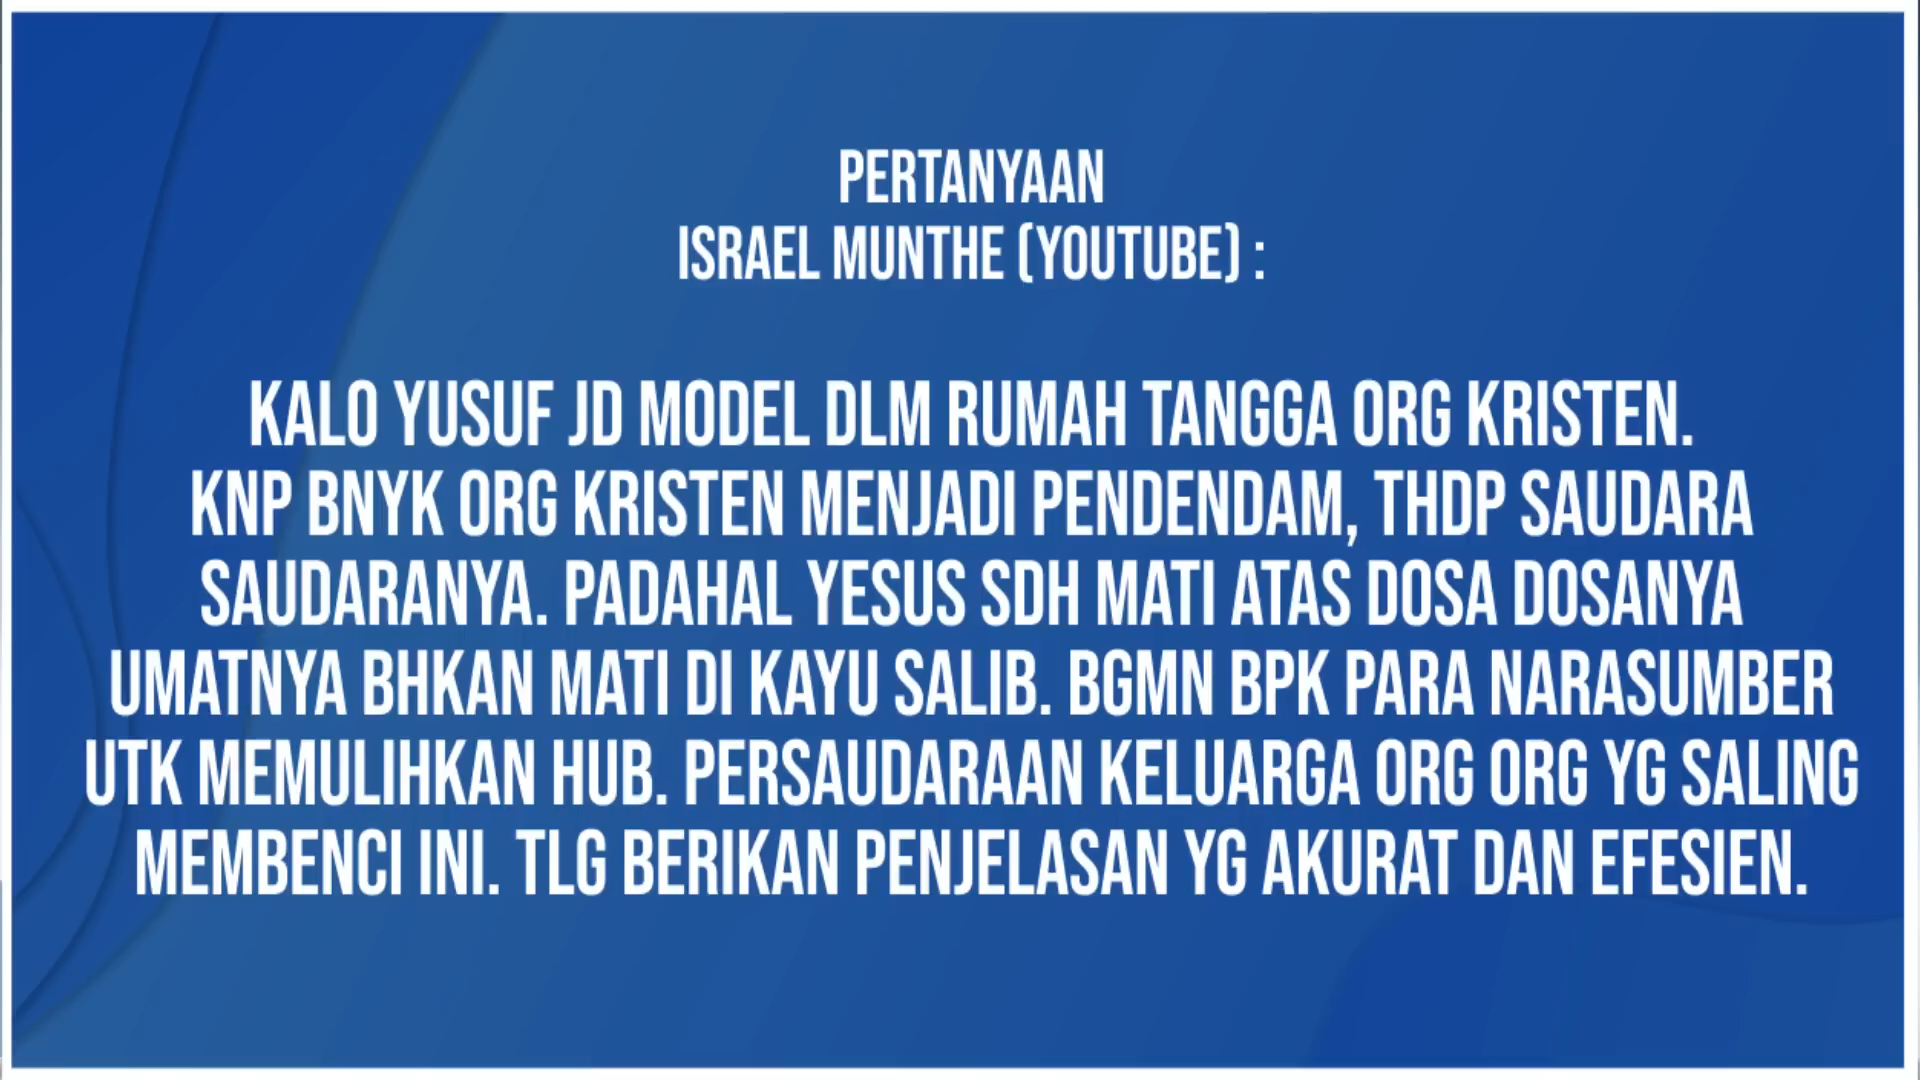 PERTANYAAN
ISRAEL MUNTHE (YOUTUBE) :
KALO YUSUF JD MODEL DLM RUMAH TANGGA ORG KRISTEN.
KNP BNYK ORG KRISTEN MENJADI PENDENDAM, THDP SAUDARA
SAUDARANYA. PADAHAL YESUS SDH MATI ATAS DOSA DOSANYA
UMATNYA BHKAN MATI DI KAYU SALIB. BGMN BPK PARA NARASUMBER
UTK MEMULIHKAN HUB. PERSAUDARAAN KELUARGA ORG ORG YG SALING
MEMBENCI INI. TLG BERIKAN PENJELASAN YG AKURAT DAN EFESIEN.